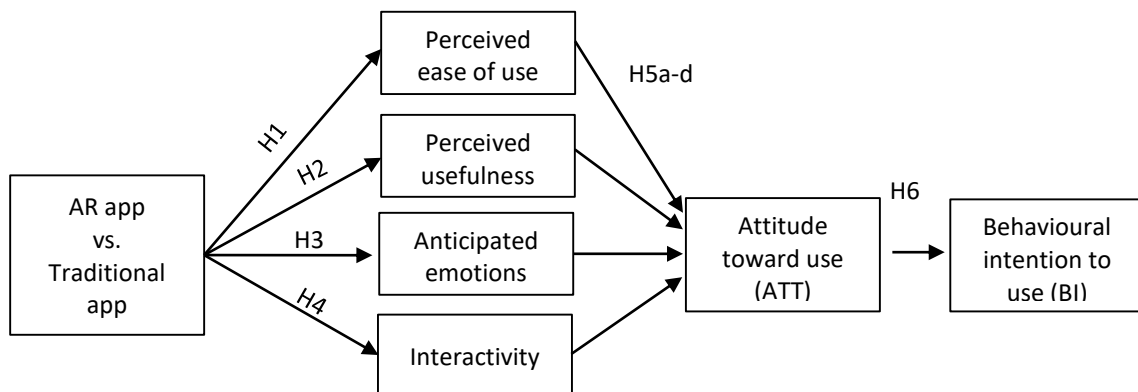 Perceived
ease of use
H5a-d
H1
Perceived
usefulness
H2
H6
AR app
vs.
Traditional
app
H3
Anticipated
emotions
Attitude
toward use
(ATT)
Behavioural
intention to
use (BI)
H4
Interactivity